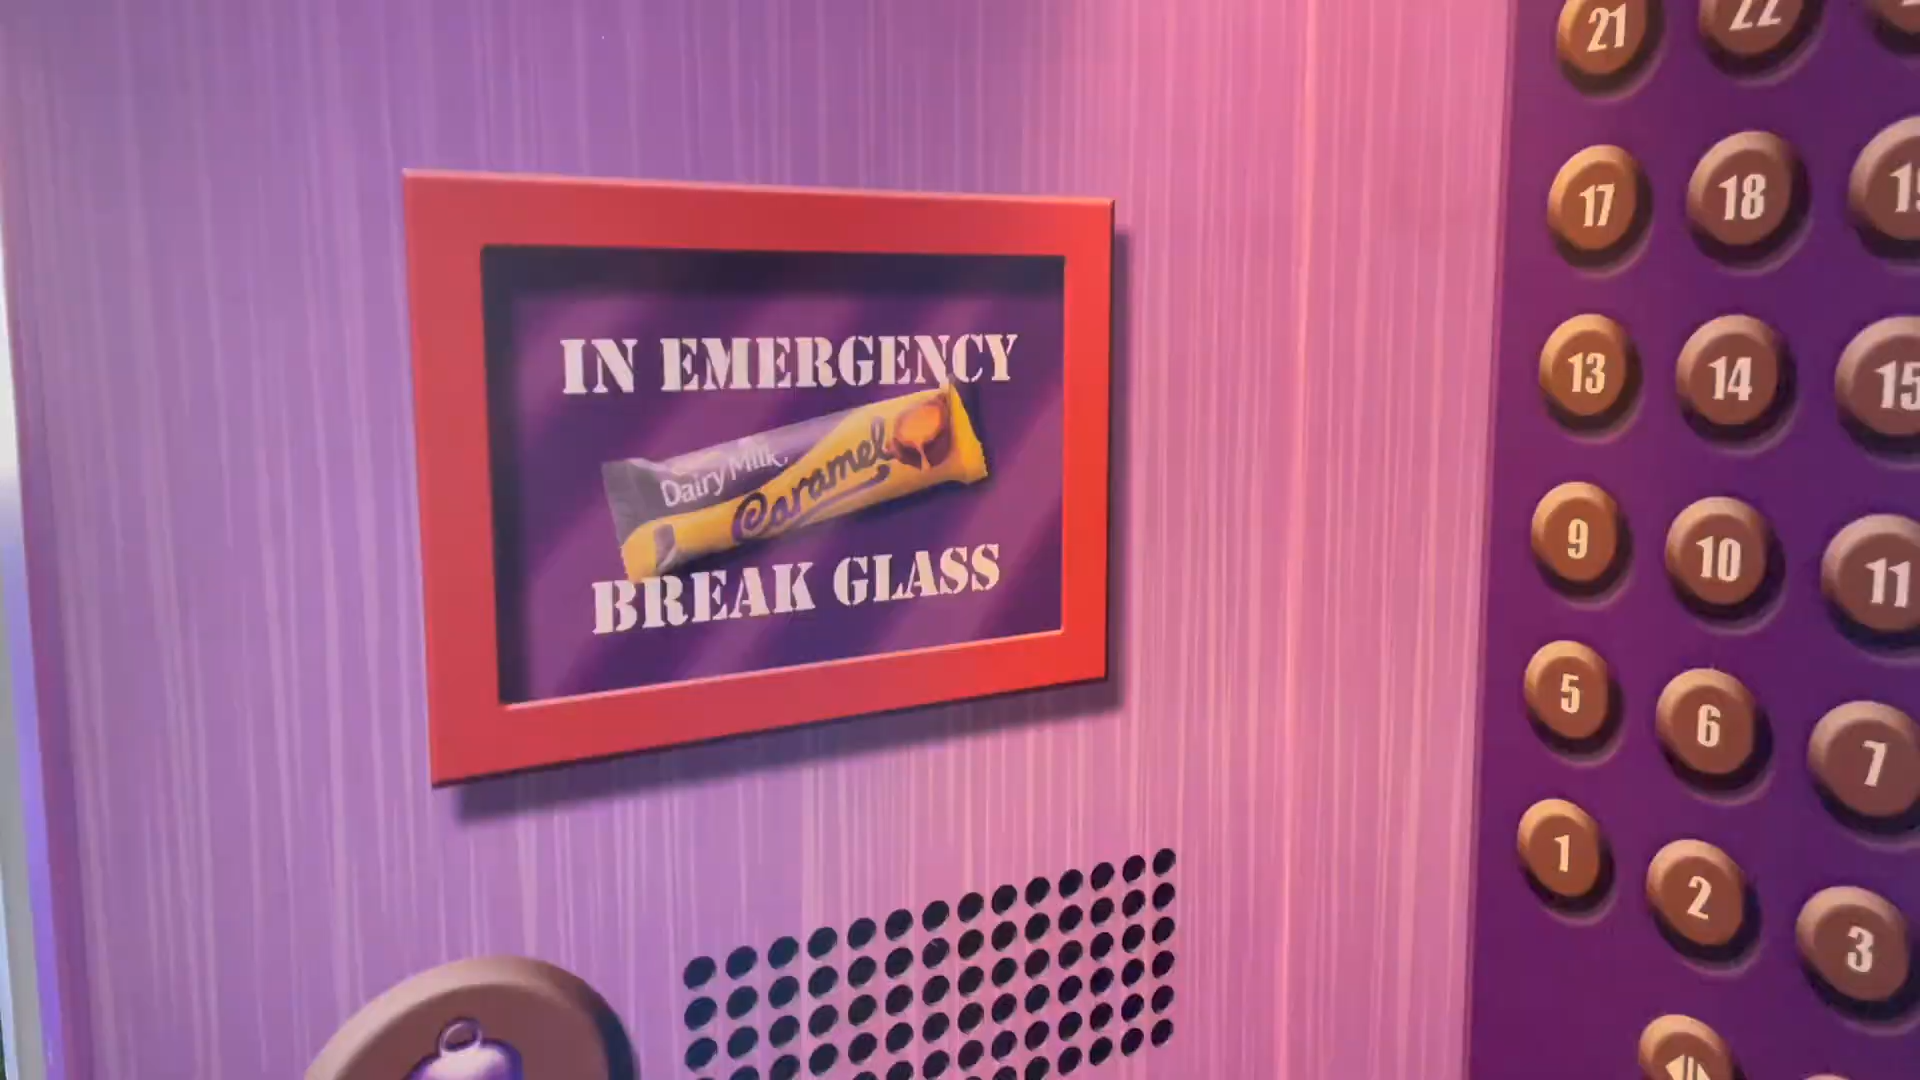 IN EMERGENCY
Dairy Milk
Caramel
BREAK GLASS
21
17 18
13 14 15
9 10 11
5 6 7
1 2 3